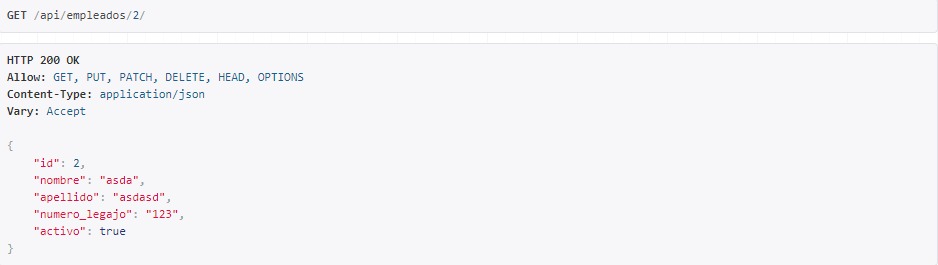 GET /api/empleados/2/
HTTP 200 OK
Allow: GET, PUT, PATCH, DELETE, HEAD, OPTIONS
Content-Type: application/json
Vary: Accept
{
    "id": 2,
    "nombre": "asda",
    "apellido": "asdasd",
    "numero_legajo": "123",
    "activo": true
}